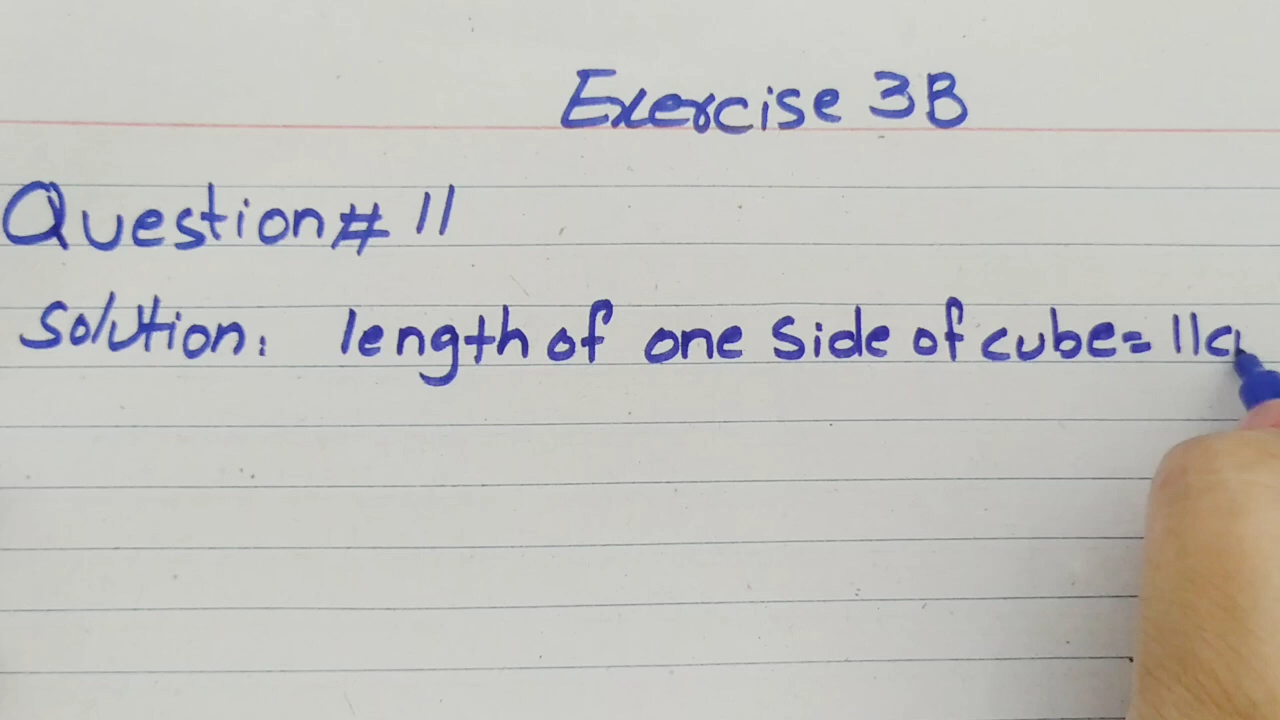 Exercise 3B
Question# 11
Solution: length of one side of cube= 11c